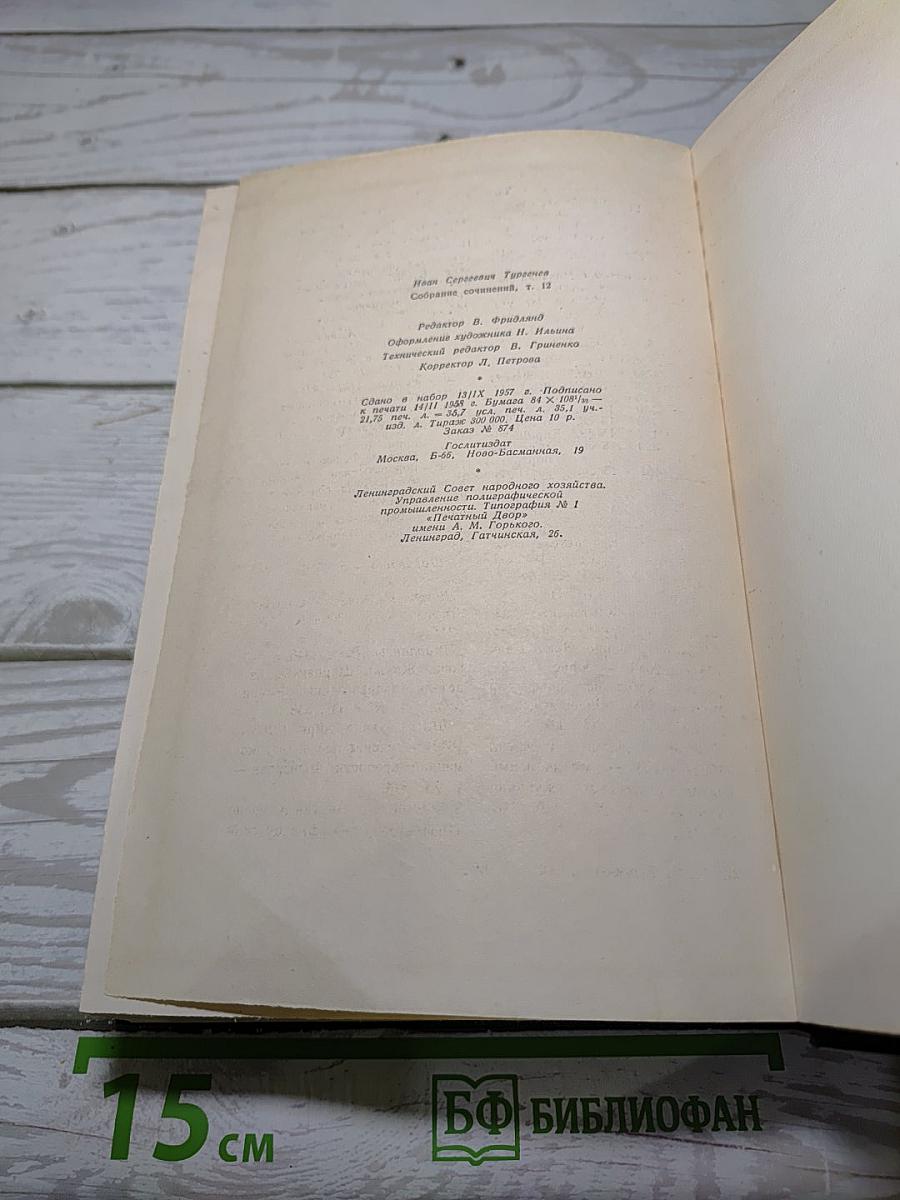 Иван Сергеевич Тургенев
Собрание сочинений, т. 12
Редактор В. Фридлянд
Оформление художника Н. Ильина
Технический редактор В. Гриненко
Корректор Л. Петрова
*
Сдано в набор 13/IX 1957 г. Подписано
к печати 14/II 1958 г. Бумага 84 × 108¹/₃₂ —
21,75 печ. л. = 35,7 усл. печ. л. 35,1 уч.-
изд. л. Тираж 300 000. Цена 10 р.
Заказ № 874
Гослитиздат
Москва, Б-66, Ново-Басманная, 19
*
Ленинградский Совет народного хозяйства.
Управление полиграфической
промышленности. Типография № 1
«Печатный Двор»
имени А. М. Горького.
Ленинград, Гатчинская, 26.
15 см
БФ БИБЛИОФАН